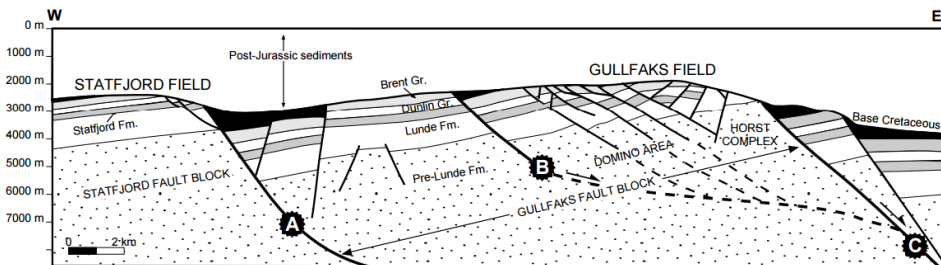 W
E
0 m
1000 m
2000 m
3000 m
4000 m
5000 m
6000 m
7000 m
Post-Jurassic sediments
STATFJORD FIELD
GULLFAKS FIELD
Brent Gr.
Dunlin Gr.
Statfjord Fm.
Lunde Fm.
Base Cretaceous
HORST
COMPLEX
DOMINO AREA
B
Pre-Lunde Fm.
STATFJORD FAULT BLOCK
GULLFAKS FAULT BLOCK
A
C
0 2 km